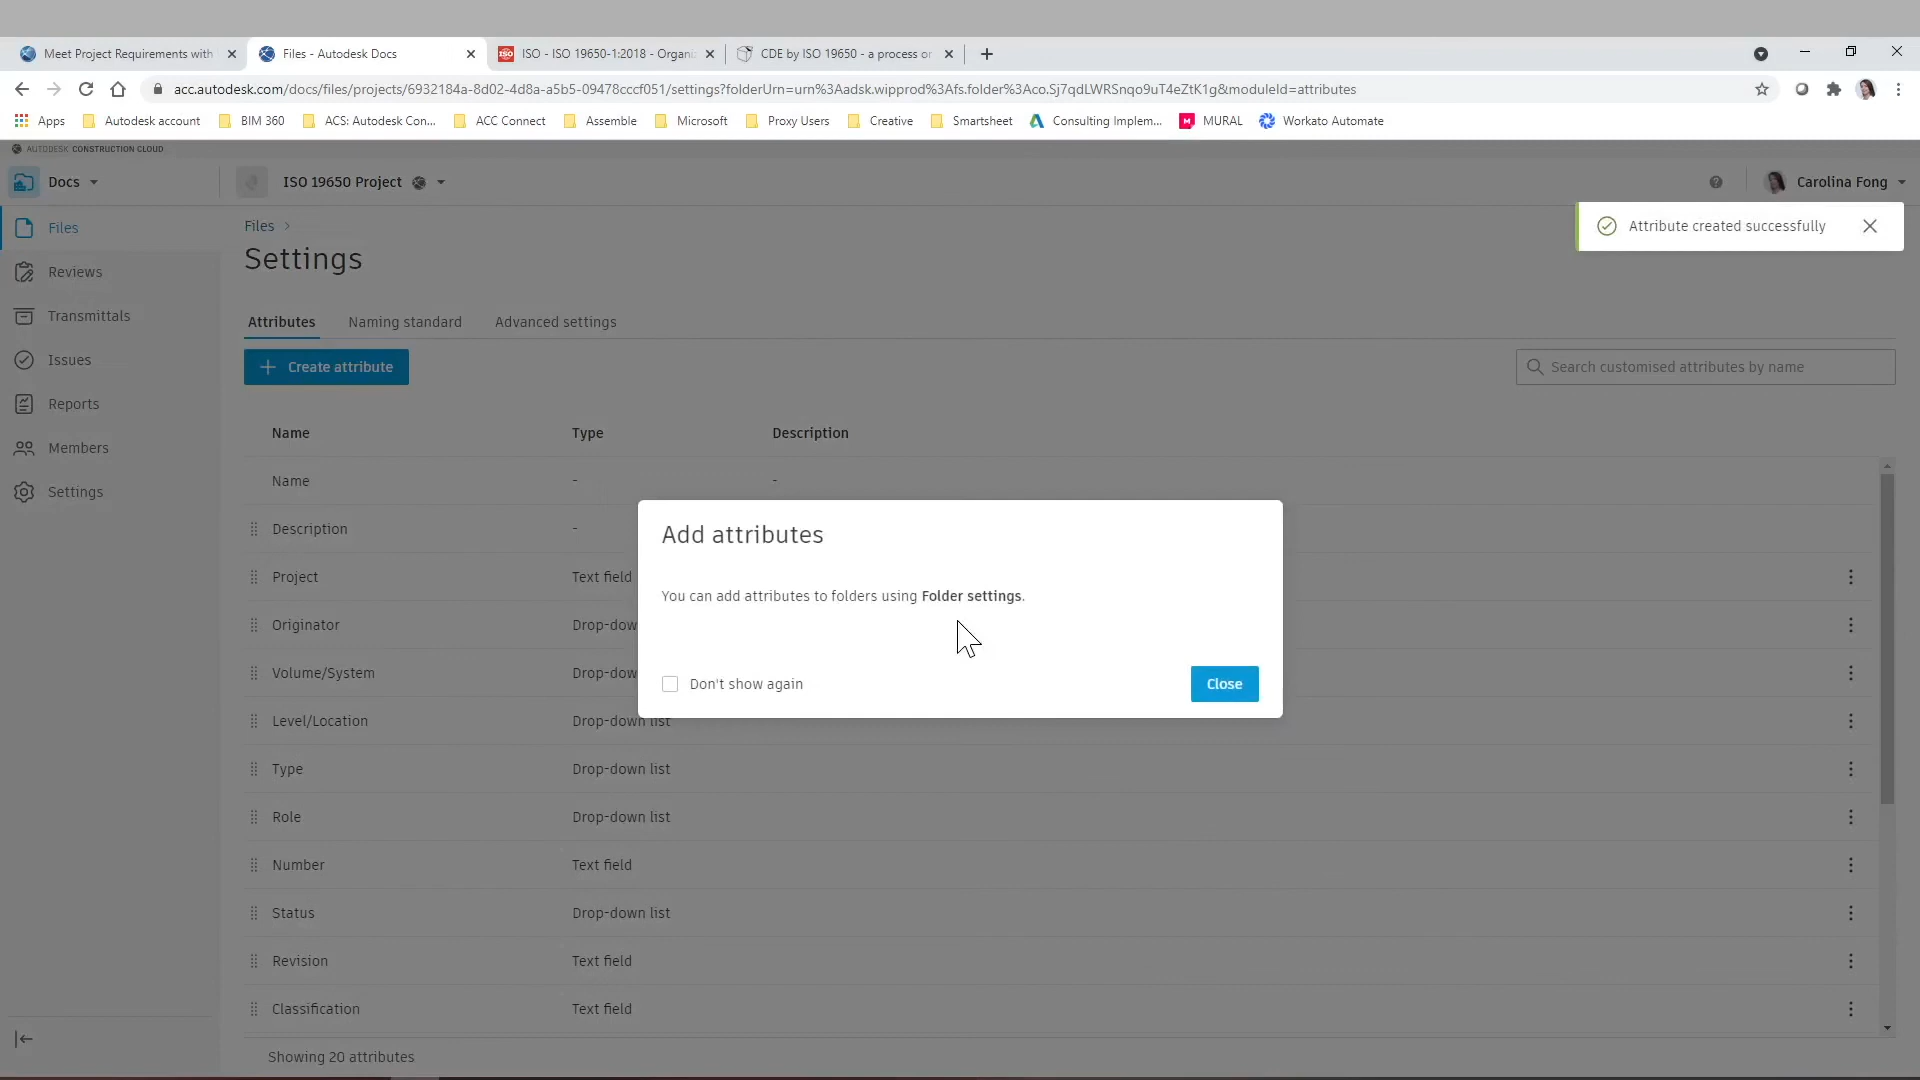 Meet Project Requirements with
Files - Autodesk Docs
ISO - ISO 19650-1:2018 - Organi
CDE by ISO 19650 - a process or
acc.autodesk.com/docs/files/projects/6932184a-8d02-4d8a-a5b5-09478cccf051/settings?folderUrn=urn%3Aadsk.wipprod%3Afs.folder%3Aco.Sj7qdLWRSnqo9uT4eZtK1g&moduleId=attributes
Apps Autodesk account BIM 360 ACS: Autodesk Con... ACC Connect Assemble Microsoft Proxy Users Creative Smartsheet Consulting Implem... MURAL Workato Automate
AUTODESK CONSTRUCTION CLOUD
Docs
ISO 19650 Project
Carolina Fong
Files
Reviews
Transmittals
Issues
Reports
Members
Settings
Files >
Settings
Attribute created successfully
Attributes Naming standard Advanced settings
+ Create attribute
Search customised attributes by name
Name Type Description
Name - -
Description -
Project Text field
Originator Drop-dow
Volume/System Drop-dow
Level/Location Drop-down list
Type Drop-down list
Role Drop-down list
Number Text field
Status Drop-down list
Revision Text field
Classification Text field
Showing 20 attributes
Add attributes
You can add attributes to folders using Folder settings.
Don't show again
Close